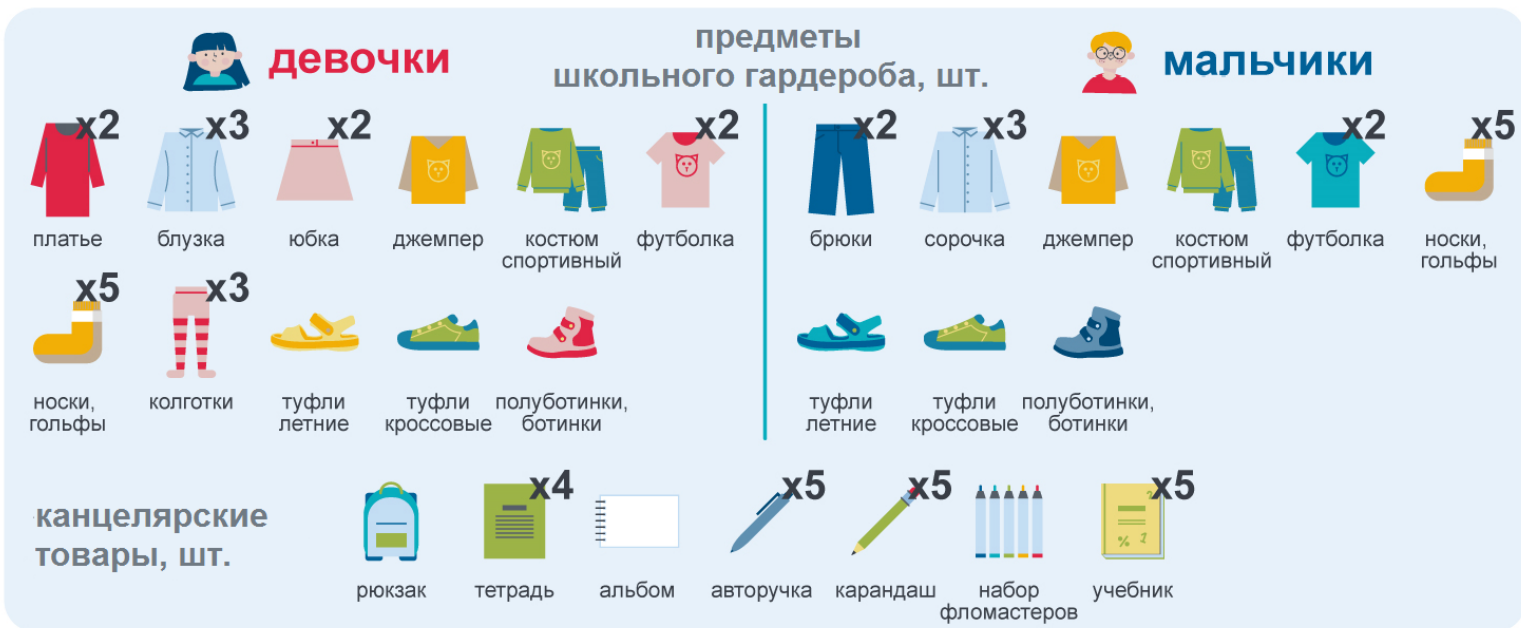 девочки
предметы
школьного гардероба, шт.
мальчики
x2
x3
x2
x2
платье
блузка
юбка
джемпер
костюм
спортивный
футболка
x5
x3
носки,
гольфы
колготки
туфли
летние
туфли
кроссовые
полуботинки,
ботинки
x2
x3
x2
x5
брюки
сорочка
джемпер
костюм
спортивный
футболка
носки,
гольфы
туфли
летние
туфли
кроссовые
полуботинки,
ботинки
канцелярские
товары, шт.
x4
x5
x5
x5
рюкзак
тетрадь
альбом
авторучка
карандаш
набор
фломастеров
учебник